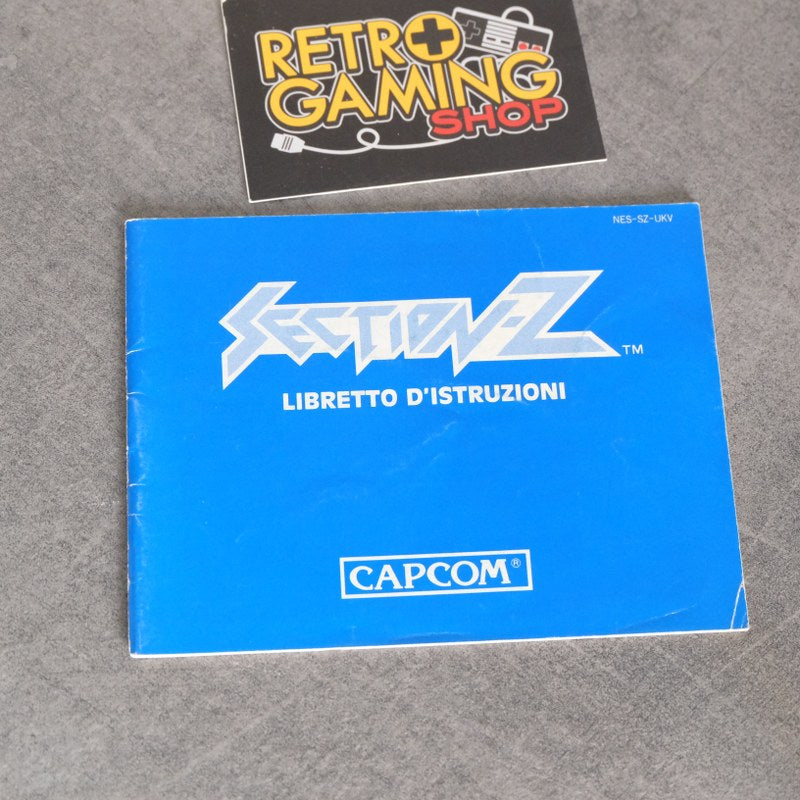 RETRO
GAMING
SHOP
NES-SZ-UKV
SECTION-Z™
LIBRETTO D'ISTRUZIONI
CAPCOM®